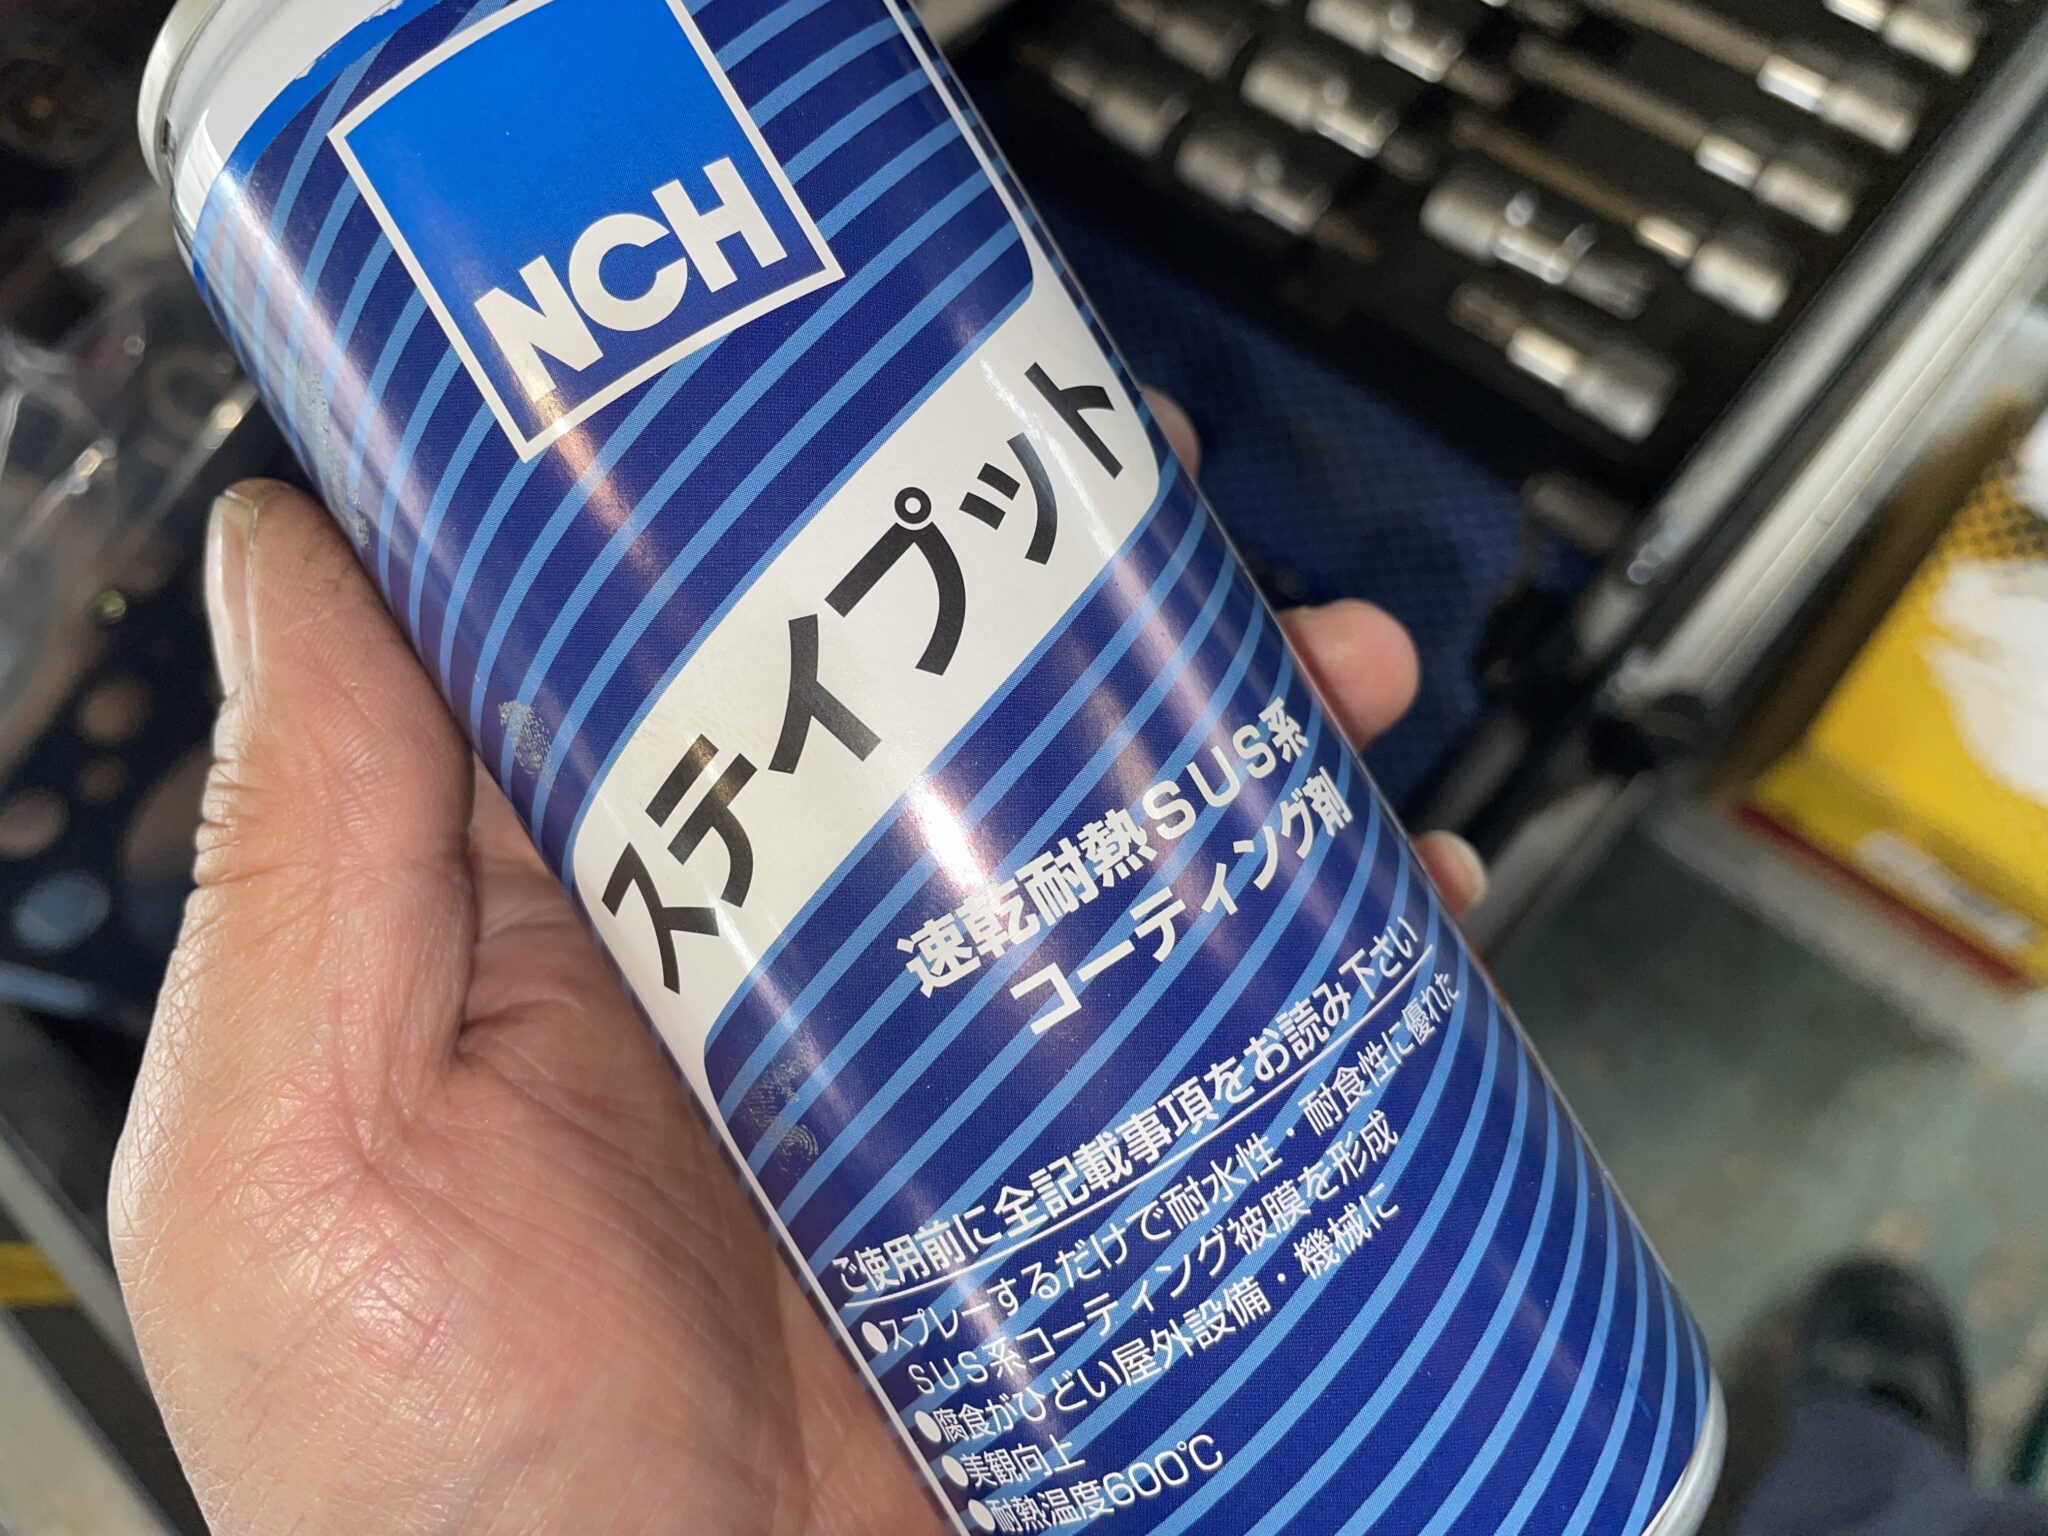 NCH
スティプット
速乾耐熱SUS系
コーティング剤
ご使用前に全記載事項をお読み下さい
●スプレーするだけで耐水性・耐食性に優れた
SUS系コーティング被膜を形成
●腐食がひどい屋外設備・機械に
●美観向上
●耐熱温度600℃